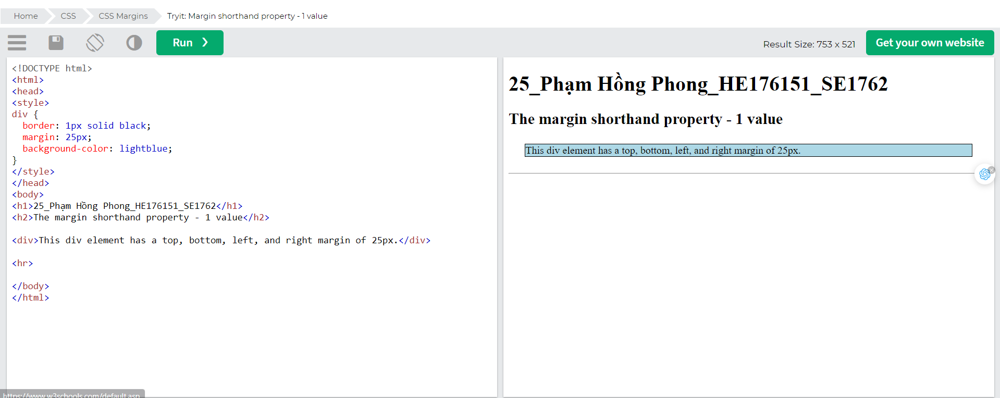 Home CSS CSS Margins Tryit: Margin shorthand property - 1 value
Run ❯
Result Size: 753 x 521
Get your own website
<!DOCTYPE html>
<html>
<head>
<style>
div {
  border: 1px solid black;
  margin: 25px;
  background-color: lightblue;
}
</style>
</head>
<body>
<h1>25_Phạm Hồng Phong_HE176151_SE1762</h1>
<h2>The margin shorthand property - 1 value</h2>

<div>This div element has a top, bottom, left, and right margin of 25px.</div>

<hr>

</body>
</html>
25_Phạm Hồng Phong_HE176151_SE1762
The margin shorthand property - 1 value
This div element has a top, bottom, left, and right margin of 25px.
https://www.w3schools.com/default.asp